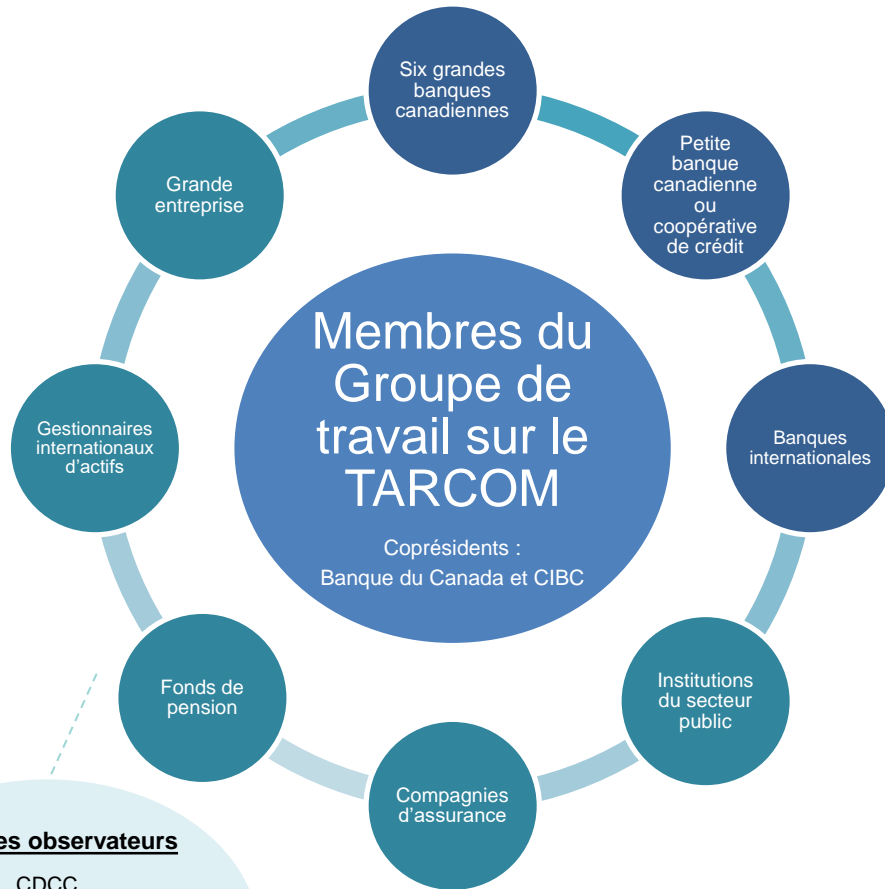 Six grandes
banques
canadiennes
Petite
banque
canadienne
ou
coopérative
de crédit
Banques
internationales
Institutions
du secteur
public
Compagnies
d’assurance
Fonds de
pension
Gestionnaires
internationaux
d’actifs
Grande
entreprise
Membres du
Groupe de
travail sur le
TARCOM
Coprésidents :
Banque du Canada et CIBC
es observateurs
CDCC